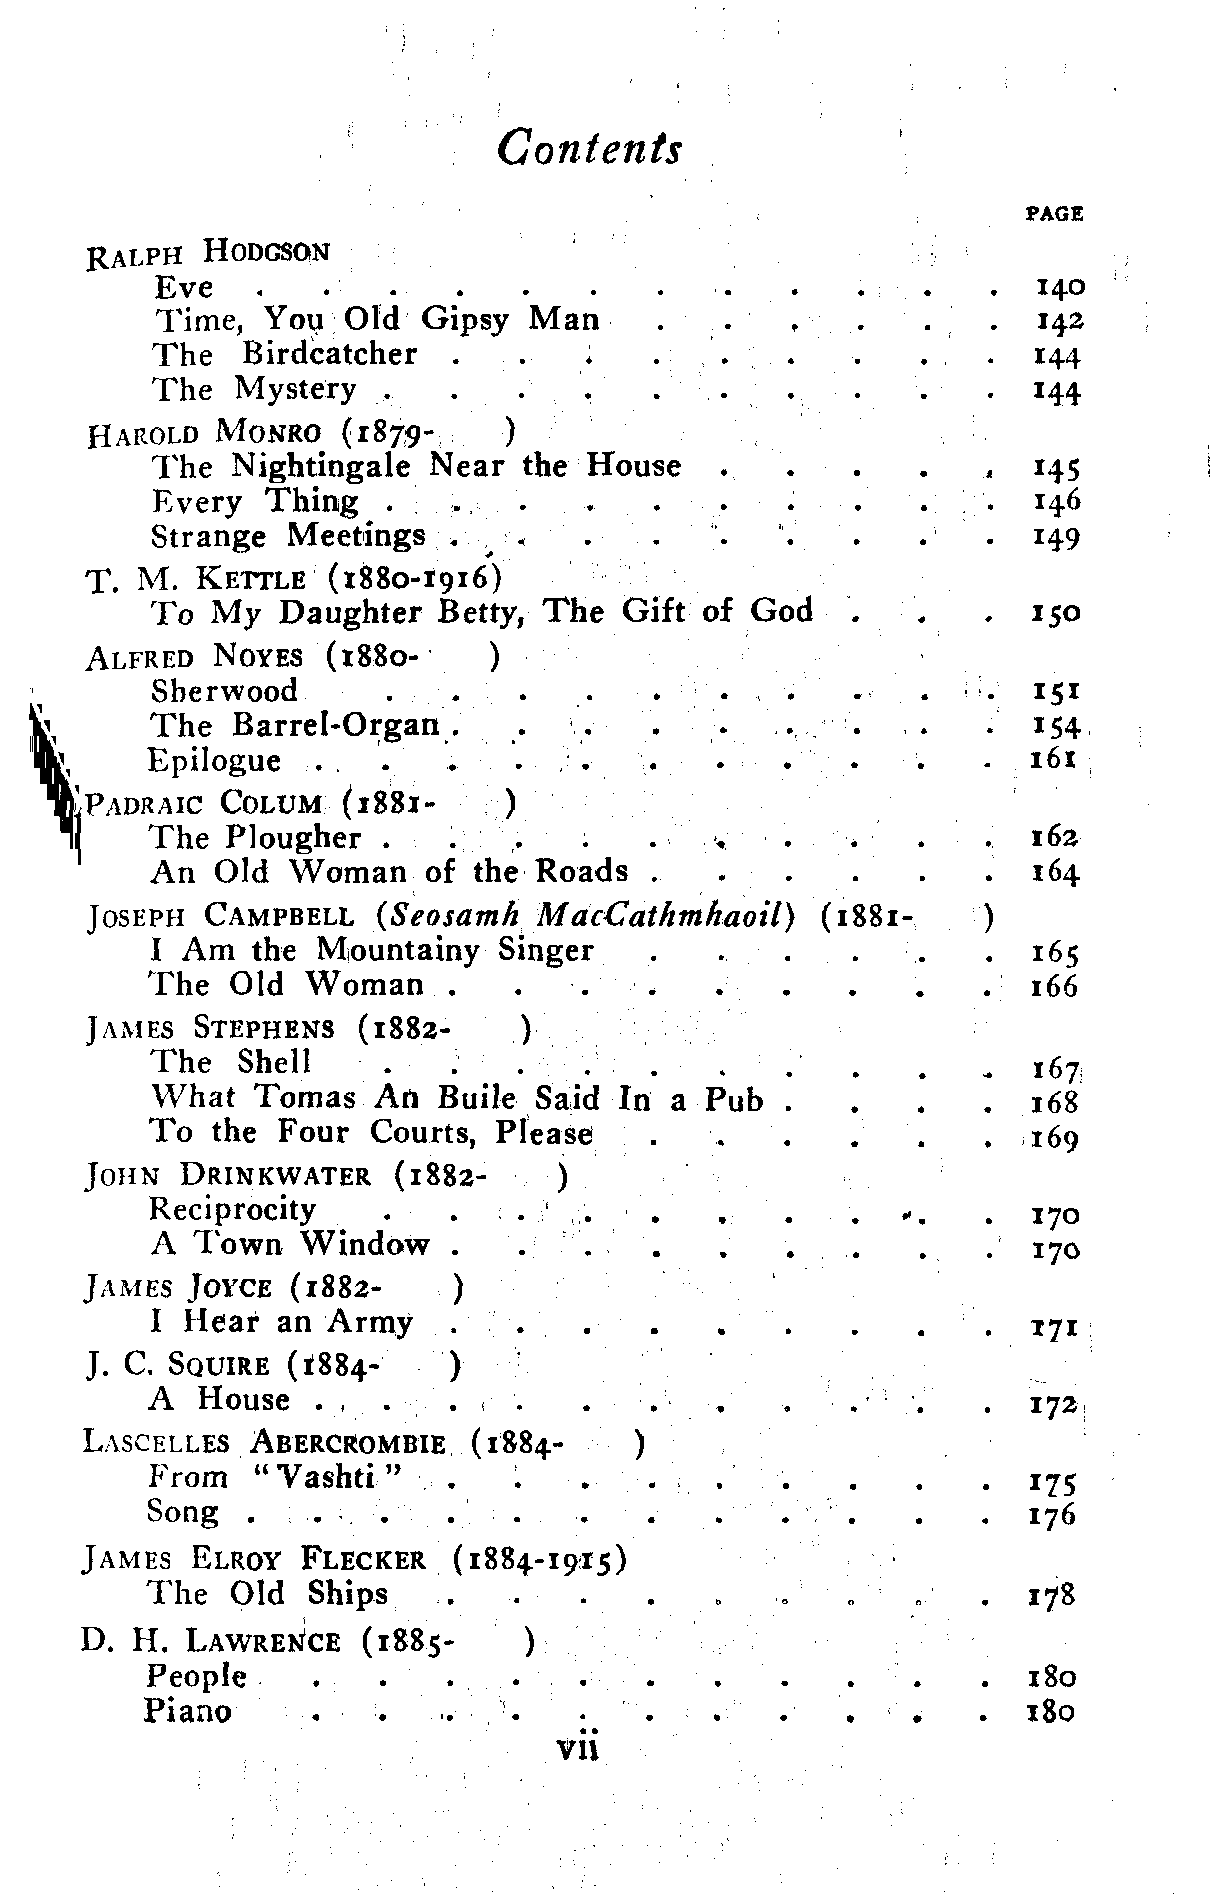 Contents
PAGE
RALPH HODGSON
Eve . . . . . . . . . . . . 140
Time, You Old Gipsy Man . . . . . . 142
The Birdcatcher . . . . . . . . . 144
The Mystery . . . . . . . . . . 144
HAROLD MONRO (1879- )
The Nightingale Near the House . . . . . 145
Every Thing . . . . . . . . . . 146
Strange Meetings . . . . . . . . . 149
T. M. KETTLE (1880-1916)
To My Daughter Betty, The Gift of God . . . 150
ALFRED NOYES (1880- )
Sherwood . . . . . . . . . . 151
The Barrel-Organ . . . . . . . . . 154
Epilogue . . . . . . . . . . . 161
PADRAIC COLUM (1881- )
The Plougher . . . . . . . . . . 162
An Old Woman of the Roads . . . . . . 164
JOSEPH CAMPBELL (Seosamh MacCathmhaoil) (1881- )
I Am the Mountainy Singer . . . . . . 165
The Old Woman . . . . . . . . . 166
JAMES STEPHENS (1882- )
The Shell . . . . . . . . . . 167
What Tomas An Buile Said In a Pub . . . . 168
To the Four Courts, Please . . . . . . 169
JOHN DRINKWATER (1882- )
Reciprocity . . . . . . . . . . 170
A Town Window . . . . . . . . . 170
JAMES JOYCE (1882- )
I Hear an Army . . . . . . . . . 171
J. C. SQUIRE (1884- )
A House . . . . . . . . . . . 172
LASCELLES ABERCROMBIE (1884- )
From "Vashti" . . . . . . . . . 175
Song . . . . . . . . . . . . 176
JAMES ELROY FLECKER (1884-1915)
The Old Ships . . . . . . . . . 178
D. H. LAWRENCE (1885- )
People . . . . . . . . . . . 180
Piano . . . . . . . . . . . 180
vii